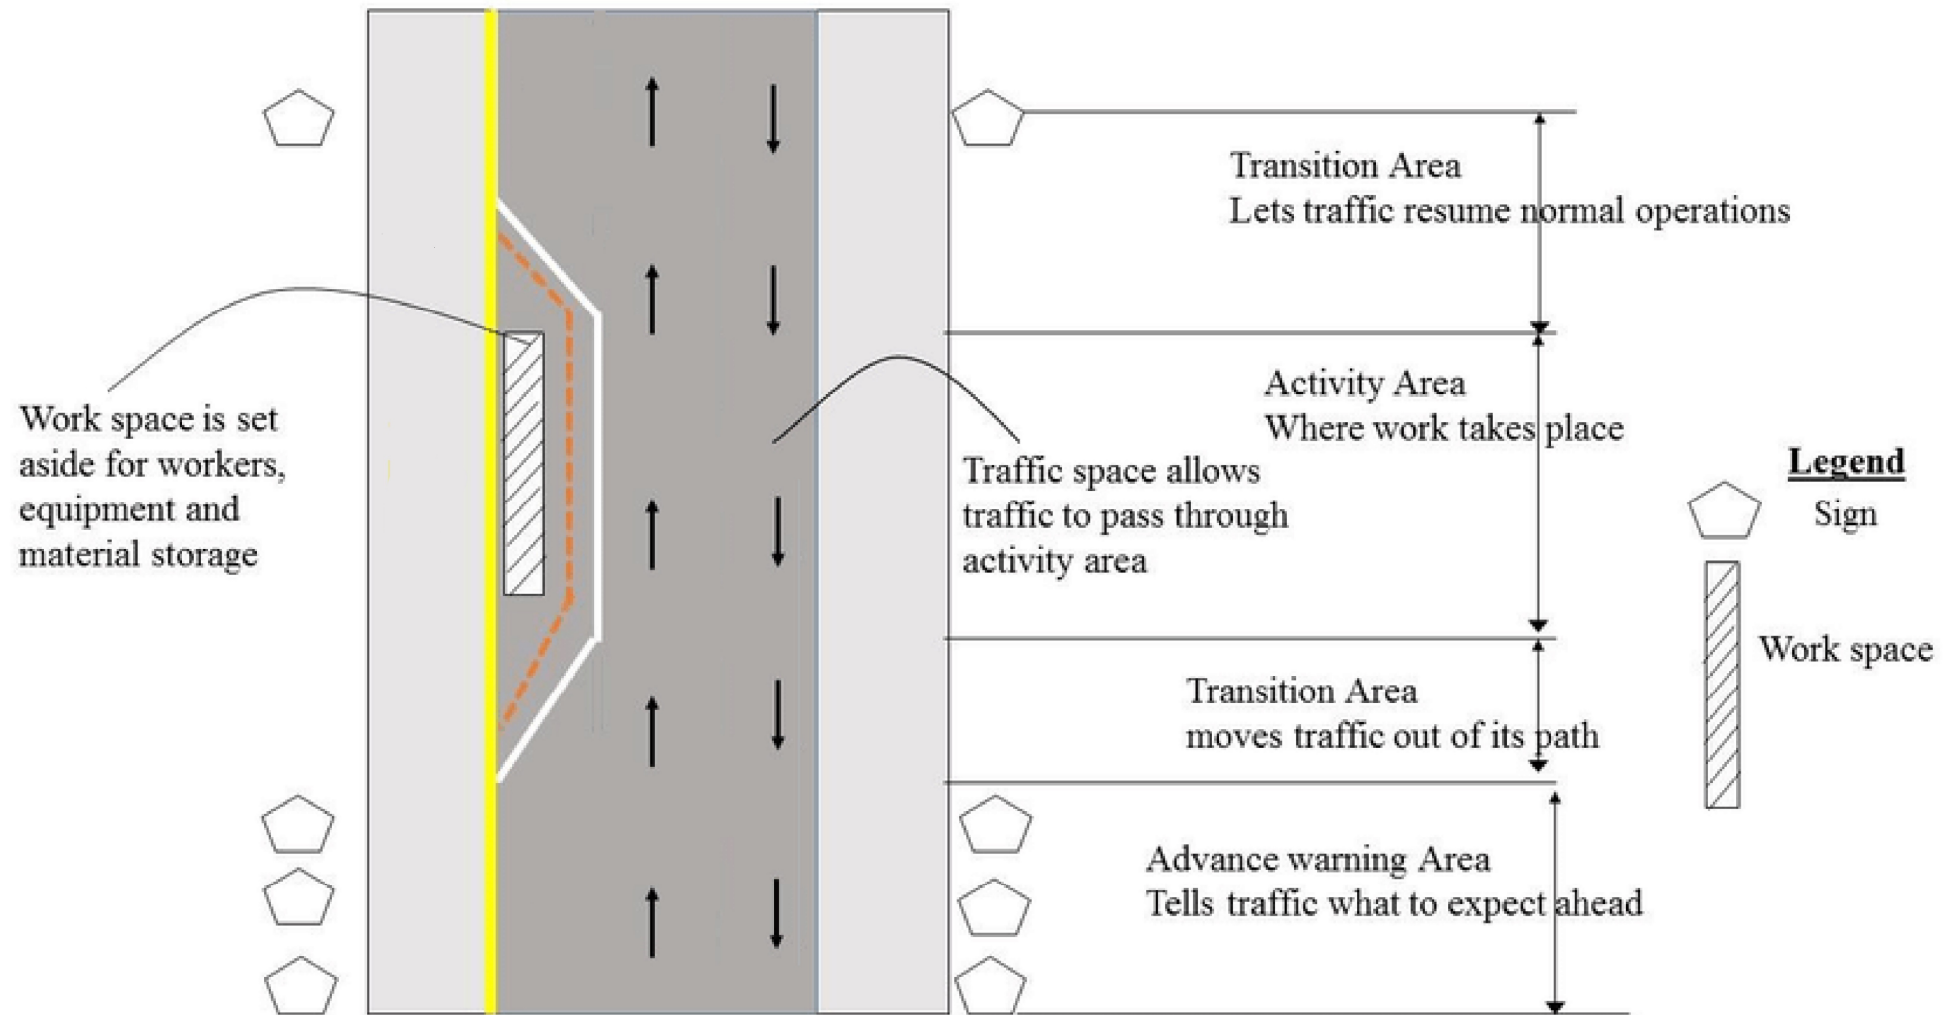 Transition Area
Lets traffic resume normal operations
Work space is set
aside for workers,
equipment and
material storage
Activity Area
Where work takes place
Traffic space allows
traffic to pass through
activity area
Legend
Sign
Work space
Transition Area
moves traffic out of its path
Advance warning Area
Tells traffic what to expect ahead